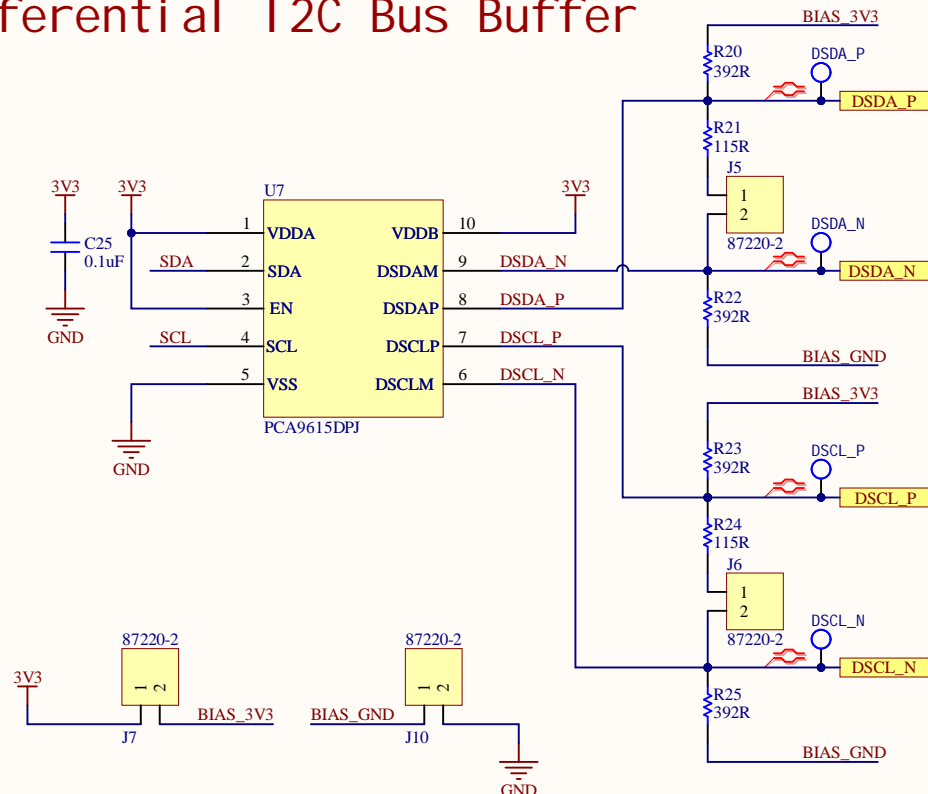 ferential I2C Bus Buffer
BIAS_3V3
R20
392R
DSDA_P
DSDA_P
R21
115R
J5
1
2
87220-2
DSDA_N
DSDA_N
R22
392R
BIAS_GND
3V3
3V3
U7
3V3
C25
0.1uF
GND
1
VDDA
VDDB
10
SDA
2
SDA
DSDAM
9
DSDA_N
3
EN
DSDAP
8
DSDA_P
SCL
4
SCL
DSCLP
7
DSCL_P
5
VSS
DSCLM
6
DSCL_N
PCA9615DPJ
GND
BIAS_3V3
R23
392R
DSCL_P
DSCL_P
R24
115R
J6
1
2
87220-2
DSCL_N
DSCL_N
R25
392R
BIAS_GND
87220-2
3V3
1
2
BIAS_3V3
J7
87220-2
BIAS_GND
1
2
J10
GND